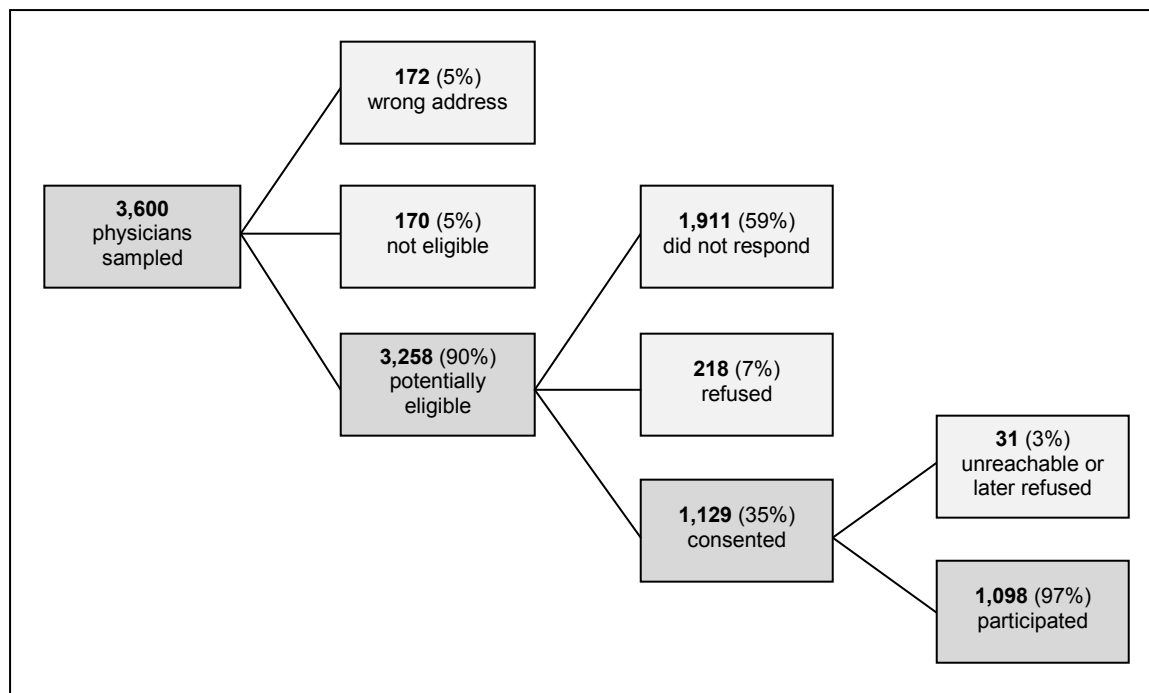 172 (5%)
wrong address
3,600
physicians
sampled
170 (5%)
not eligible
1,911 (59%)
did not respond
3,258 (90%)
potentially
eligible
218 (7%)
refused
31 (3%)
unreachable or
later refused
1,129 (35%)
consented
1,098 (97%)
participated